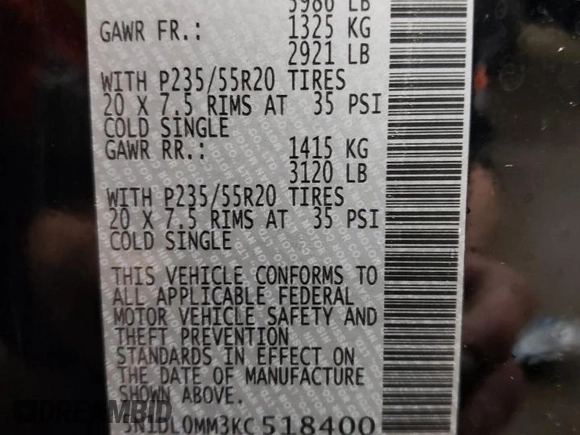 5986 LB
GAWR FR.: 1325 KG
2921 LB
WITH P235/55R20 TIRES
20 X 7.5 RIMS AT 35 PSI
COLD SINGLE
GAWR RR.: 1415 KG
3120 LB
WITH P235/55R20 TIRES
20 X 7.5 RIMS AT 35 PSI
COLD SINGLE
THIS VEHICLE CONFORMS TO
ALL APPLICABLE FEDERAL
MOTOR VEHICLE SAFETY AND
THEFT PREVENTION
STANDARDS IN EFFECT ON
THE DATE OF MANUFACTURE
SHOWN ABOVE.
5N1DL0MM3KC518400
DREAMBID